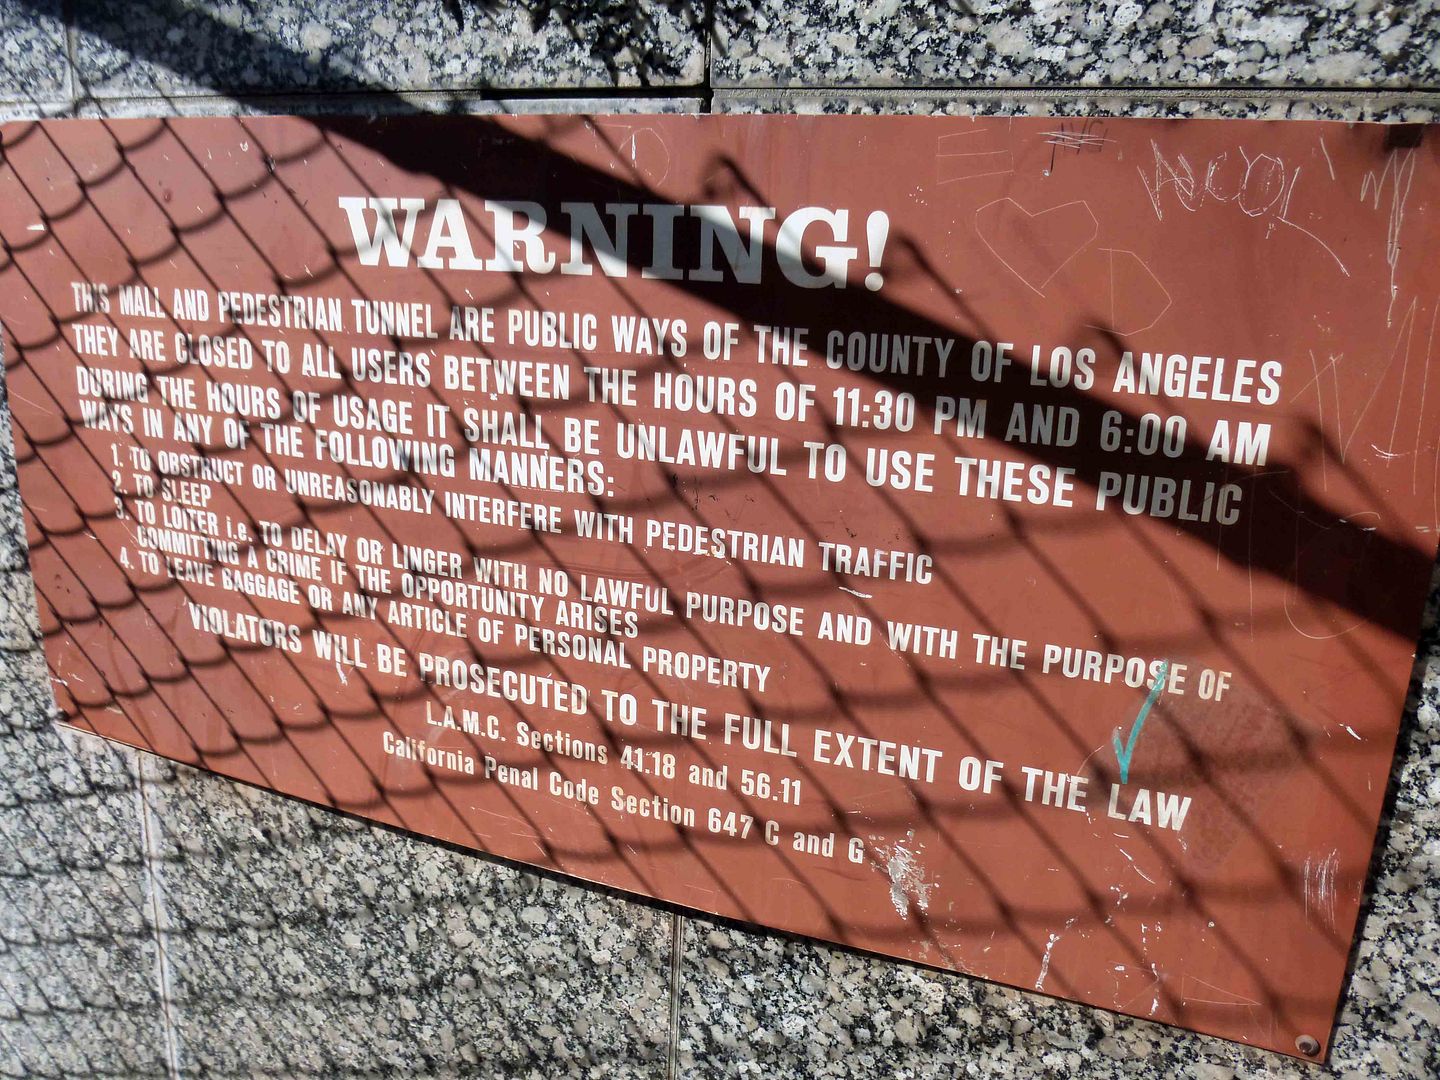 WARNING!
THIS MALL AND PEDESTRIAN TUNNEL ARE PUBLIC WAYS OF THE COUNTY OF LOS ANGELES
THEY ARE CLOSED TO ALL USERS BETWEEN THE HOURS OF 11:30 PM AND 6:00 AM
DURING THE HOURS OF USAGE IT SHALL BE UNLAWFUL TO USE THESE PUBLIC
WAYS IN ANY OF THE FOLLOWING MANNERS:
1. TO OBSTRUCT OR UNREASONABLY INTERFERE WITH PEDESTRIAN TRAFFIC
2. TO SLEEP
3. TO LOITER i.e. TO DELAY OR LINGER WITH NO LAWFUL PURPOSE AND WITH THE PURPOSE OF
COMMITTING A CRIME IF THE OPPORTUNITY ARISES
4. TO LEAVE BAGGAGE OR ANY ARTICLE OF PERSONAL PROPERTY
VIOLATORS WILL BE PROSECUTED TO THE FULL EXTENT OF THE LAW
L.A.M.C. Sections 41.18 and 56.11
California Penal Code Section 647 C and G